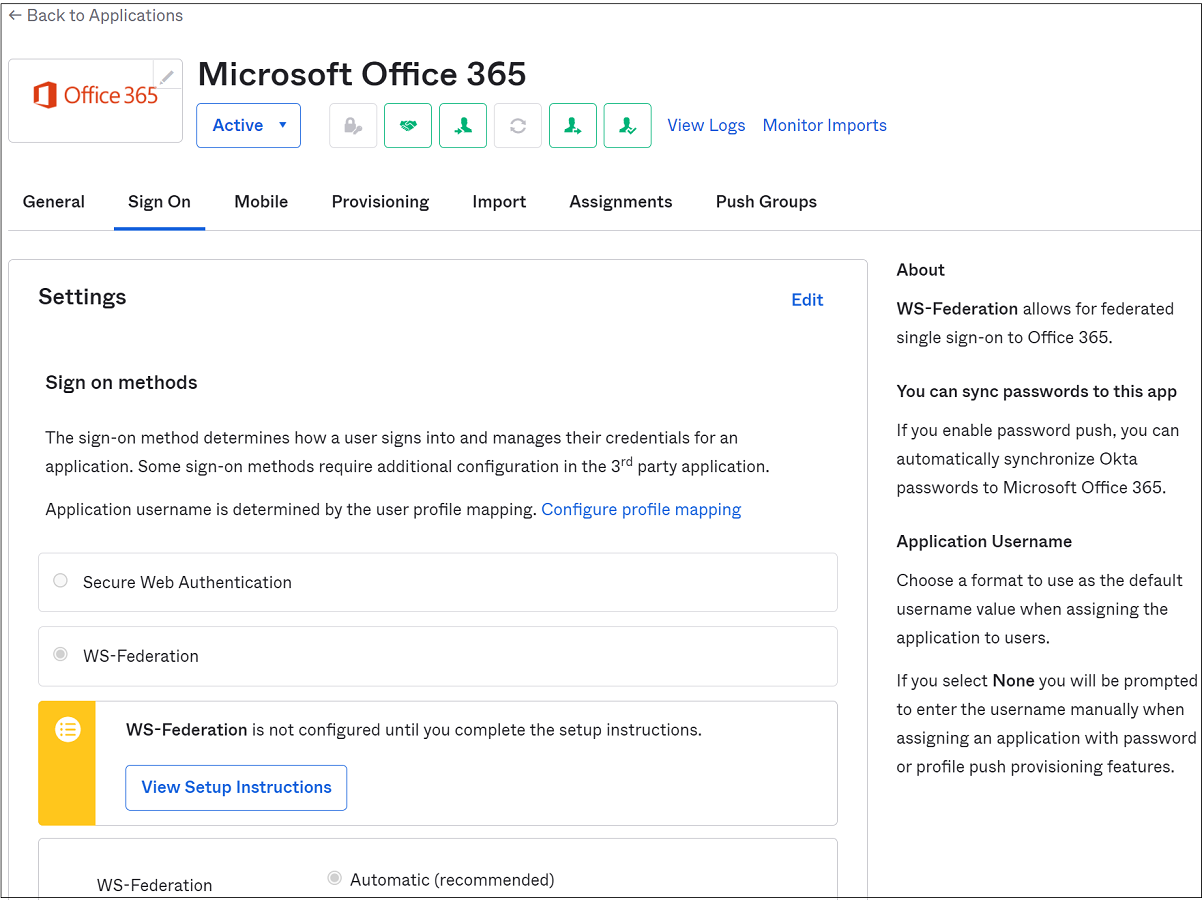 ← Back to Applications
Office 365
Microsoft Office 365
Active
View Logs
Monitor Imports
General
Sign On
Mobile
Provisioning
Import
Assignments
Push Groups
Settings
Edit
Sign on methods
The sign-on method determines how a user signs into and manages their credentials for an
application. Some sign-on methods require additional configuration in the 3rd party application.
Application username is determined by the user profile mapping. Configure profile mapping
Secure Web Authentication
WS-Federation
WS-Federation is not configured until you complete the setup instructions.
View Setup Instructions
WS-Federation
Automatic (recommended)
About
WS-Federation allows for federated
single sign-on to Office 365.
You can sync passwords to this app
If you enable password push, you can
automatically synchronize Okta
passwords to Microsoft Office 365.
Application Username
Choose a format to use as the default
username value when assigning the
application to users.
If you select None you will be prompted
to enter the username manually when
assigning an application with password
or profile push provisioning features.